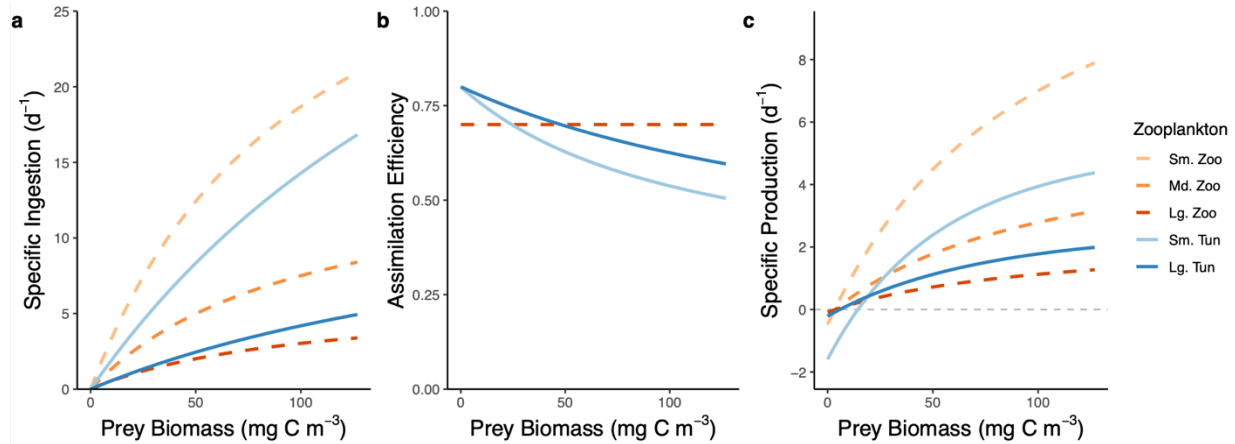 a
25
20
15
10
5
0
Specific Ingestion (d⁻¹)
0 50 100
Prey Biomass (mg C m⁻³)
b
1.00
0.75
0.50
0.25
0.00
Assimilation Efficiency
0 50 100
Prey Biomass (mg C m⁻³)
c
8
6
4
2
0
−2
Specific Production (d⁻¹)
0 50 100
Prey Biomass (mg C m⁻³)
Zooplankton
Sm. Zoo
Md. Zoo
Lg. Zoo
Sm. Tun
Lg. Tun